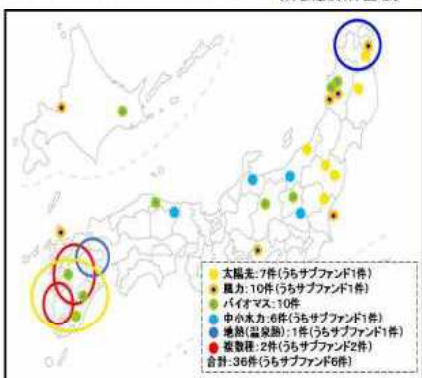 太陽光:7件(うちサブファンド1件)
風力:10件(うちサブファンド1件)
バイオマス:10件
中小水力:6件(うちサブファンド1件)
地熱(温泉熱):1件(うちサブファンド1件)
複数種:2件(うちサブファンド2件)
合計:36件(うちサブファンド6件)